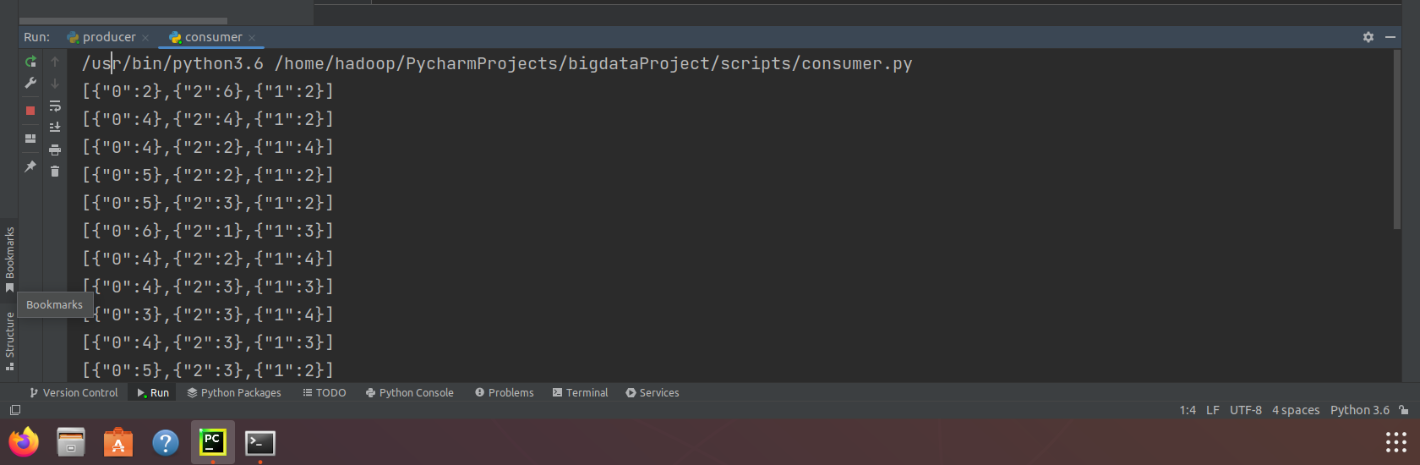 Run: producer consumer
/usr/bin/python3.6 /home/hadoop/PycharmProjects/bigdataProject/scripts/consumer.py
[{"0":2},{"2":6},{"1":2}]
[{"0":4},{"2":4},{"1":2}]
[{"0":4},{"2":2},{"1":4}]
[{"0":5},{"2":2},{"1":2}]
[{"0":5},{"2":3},{"1":2}]
[{"0":6},{"2":1},{"1":3}]
[{"0":4},{"2":2},{"1":4}]
[{"0":4},{"2":3},{"1":3}]
[{"0":3},{"2":3},{"1":4}]
[{"0":4},{"2":3},{"1":3}]
[{"0":5},{"2":3},{"1":2}]
Bookmarks
Bookmarks
Structure
Version Control Run Python Packages TODO Python Console Problems Terminal Services
1:4 LF UTF-8 4 spaces Python 3.6
PC